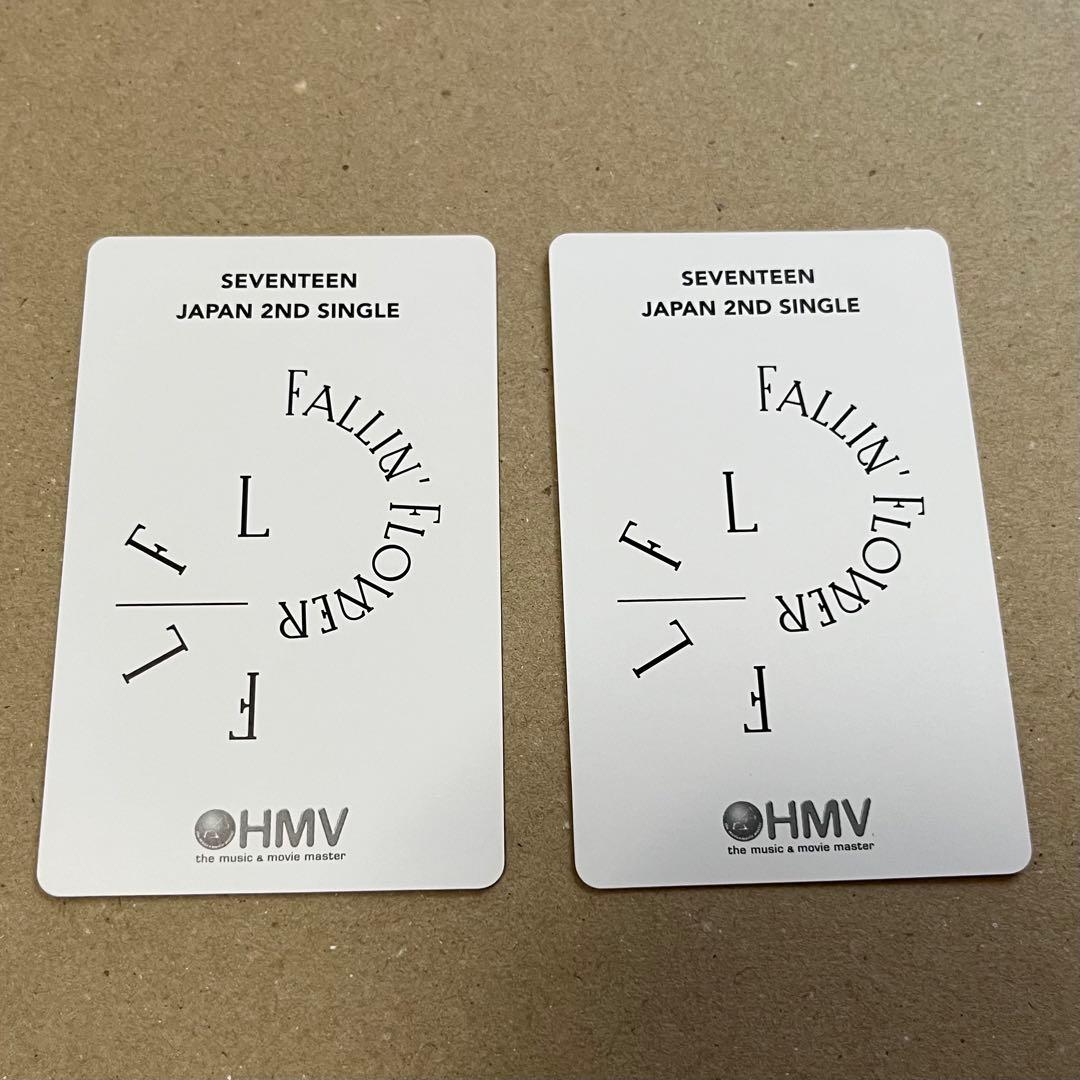 SEVENTEEN
JAPAN 2ND SINGLE
FALLIN' FLOWER
L
F
L
F
HMV
the music & movie master
SEVENTEEN
JAPAN 2ND SINGLE
FALLIN' FLOWER
L
F
L
F
HMV
the music & movie master